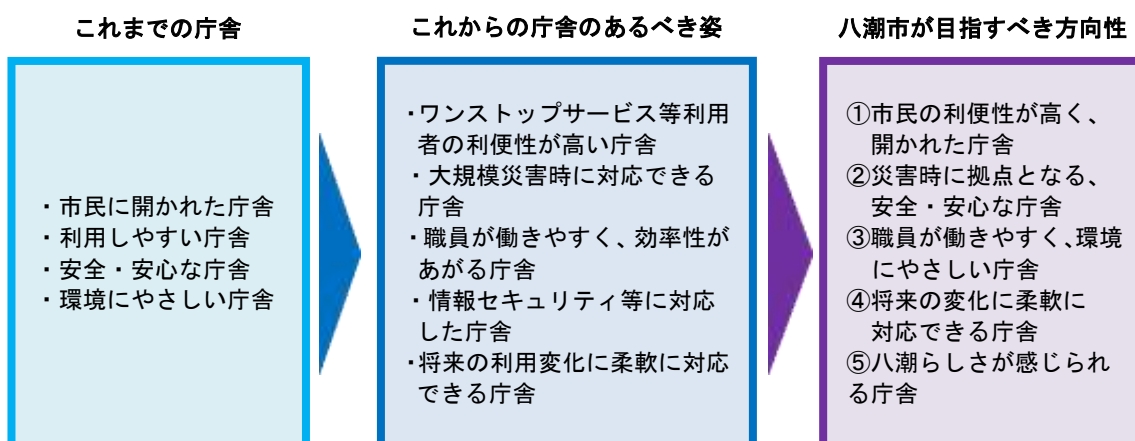 これまでの庁舎
・市民に開かれた庁舎
・利用しやすい庁舎
・安全・安心な庁舎
・環境にやさしい庁舎
これからの庁舎のあるべき姿
・ワンストップサービス等利用
者の利便性が高い庁舎
・大規模災害時に対応できる
庁舎
・職員が働きやすく、効率性が
あがる庁舎
・情報セキュリティ等に対応
した庁舎
・将来の利用変化に柔軟に対応
できる庁舎
八潮市が目指すべき方向性
①市民の利便性が高く、
開かれた庁舎
②災害時に拠点となる、
安全・安心な庁舎
③職員が働きやすく、環境
にやさしい庁舎
④将来の変化に柔軟に
対応できる庁舎
⑤八潮らしさが感じられ
る庁舎